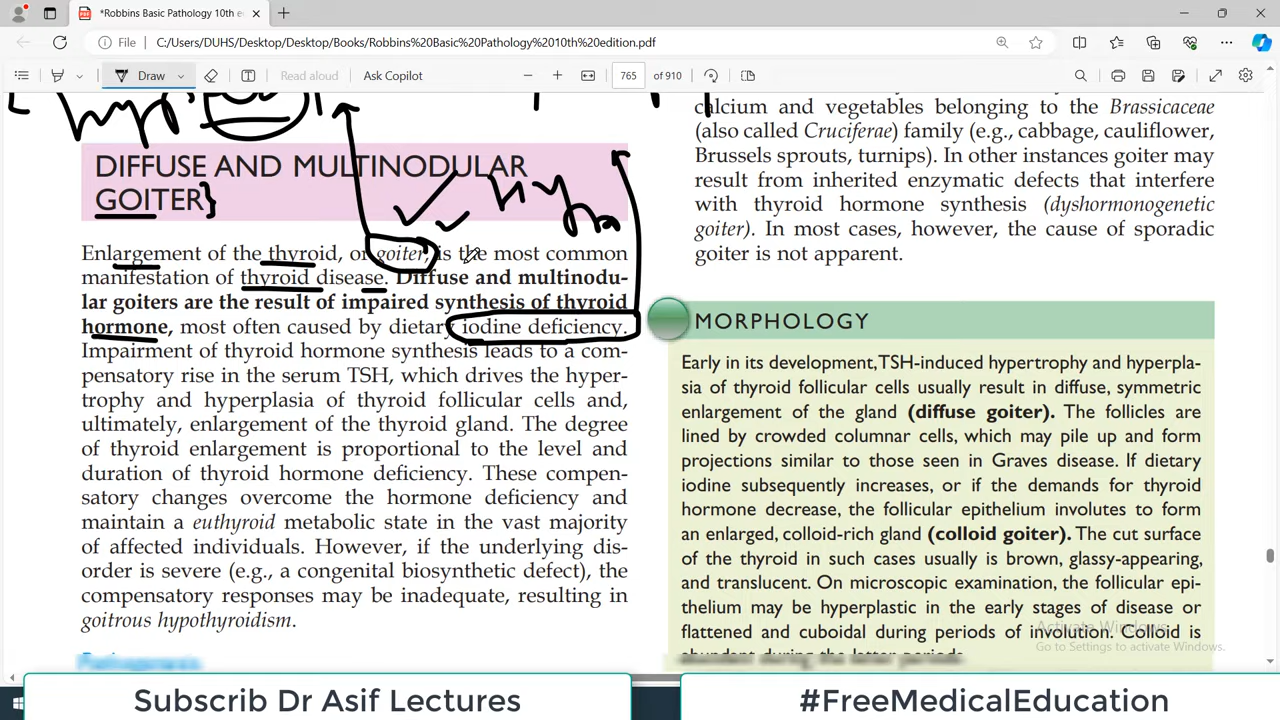 *Robbins Basic Pathology 10th e
File
C:/Users/DUHS/Desktop/Desktop/Books/Robbins%20Basic%20Pathology%2010th%20edition.pdf
Draw
Read aloud
Ask Copilot
765 of 910
hyp
DIFFUSE AND MULTINODULAR
GOITER}
Enlargement of the thyroid, or goiter, is the most common
manifestation of thyroid disease. Diffuse and multinodu-
lar goiters are the result of impaired synthesis of thyroid
hormone, most often caused by dietary iodine deficiency.
Impairment of thyroid hormone synthesis leads to a com-
pensatory rise in the serum TSH, which drives the hyper-
trophy and hyperplasia of thyroid follicular cells and,
ultimately, enlargement of the thyroid gland. The degree
of thyroid enlargement is proportional to the level and
duration of thyroid hormone deficiency. These compen-
satory changes overcome the hormone deficiency and
maintain a euthyroid metabolic state in the vast majority
of affected individuals. However, if the underlying dis-
order is severe (e.g., a congenital biosynthetic defect), the
compensatory responses may be inadequate, resulting in
goitrous hypothyroidism.
Pathogenesis
calcium and vegetables belonging to the Brassicaceae
(also called Cruciferae) family (e.g., cabbage, cauliflower,
Brussels sprouts, turnips). In other instances goiter may
result from inherited enzymatic defects that interfere
with thyroid hormone synthesis (dyshormonogenetic
goiter). In most cases, however, the cause of sporadic
goiter is not apparent.
MORPHOLOGY
Early in its development, TSH-induced hypertrophy and hyperpla-
sia of thyroid follicular cells usually result in diffuse, symmetric
enlargement of the gland (diffuse goiter). The follicles are
lined by crowded columnar cells, which may pile up and form
projections similar to those seen in Graves disease. If dietary
iodine subsequently increases, or if the demands for thyroid
hormone decrease, the follicular epithelium involutes to form
an enlarged, colloid-rich gland (colloid goiter). The cut surface
of the thyroid in such cases usually is brown, glassy-appearing,
and translucent. On microscopic examination, the follicular epi-
thelium may be hyperplastic in the early stages of disease or
flattened and cuboidal during periods of involution. Colloid is
abundent during the latter periods.
Activate Windows
Go to Settings to activate Windows.
Subscrib Dr Asif Lectures
#FreeMedicalEducation